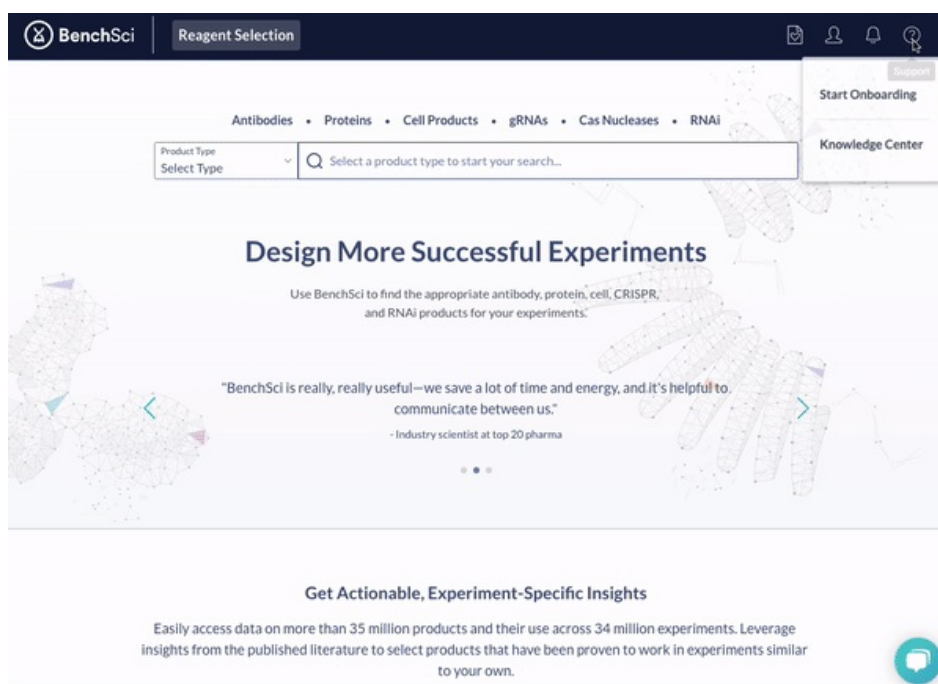 BenchSci
Reagent Selection
Support
Start Onboarding
Knowledge Center
Antibodies • Proteins • Cell Products • gRNAs • Cas Nucleases • RNAi
Product Type
Select Type
Select a product type to start your search...
Design More Successful Experiments
Use BenchSci to find the appropriate antibody, protein, cell, CRISPR,
and RNAi products for your experiments.
"BenchSci is really, really useful—we save a lot of time and energy, and it's helpful to
communicate between us."
- Industry scientist at top 20 pharma
Get Actionable, Experiment-Specific Insights
Easily access data on more than 35 million products and their use across 34 million experiments. Leverage
insights from the published literature to select products that have been proven to work in experiments similar
to your own.